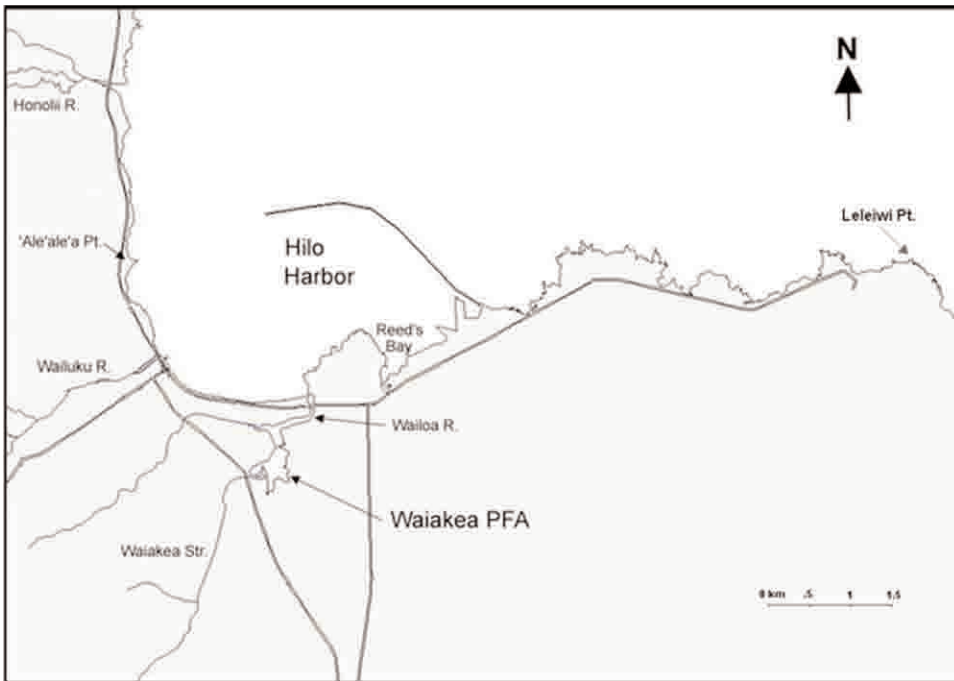 N
Honolii R.
Leleiwi Pt.
'Ale'ale'a Pt.
Hilo
Harbor
Reed's
Bay
Wailuku R.
Wailoa R.
Waiakea PFA
Waiakea Str.
0 km .5 1 1.5